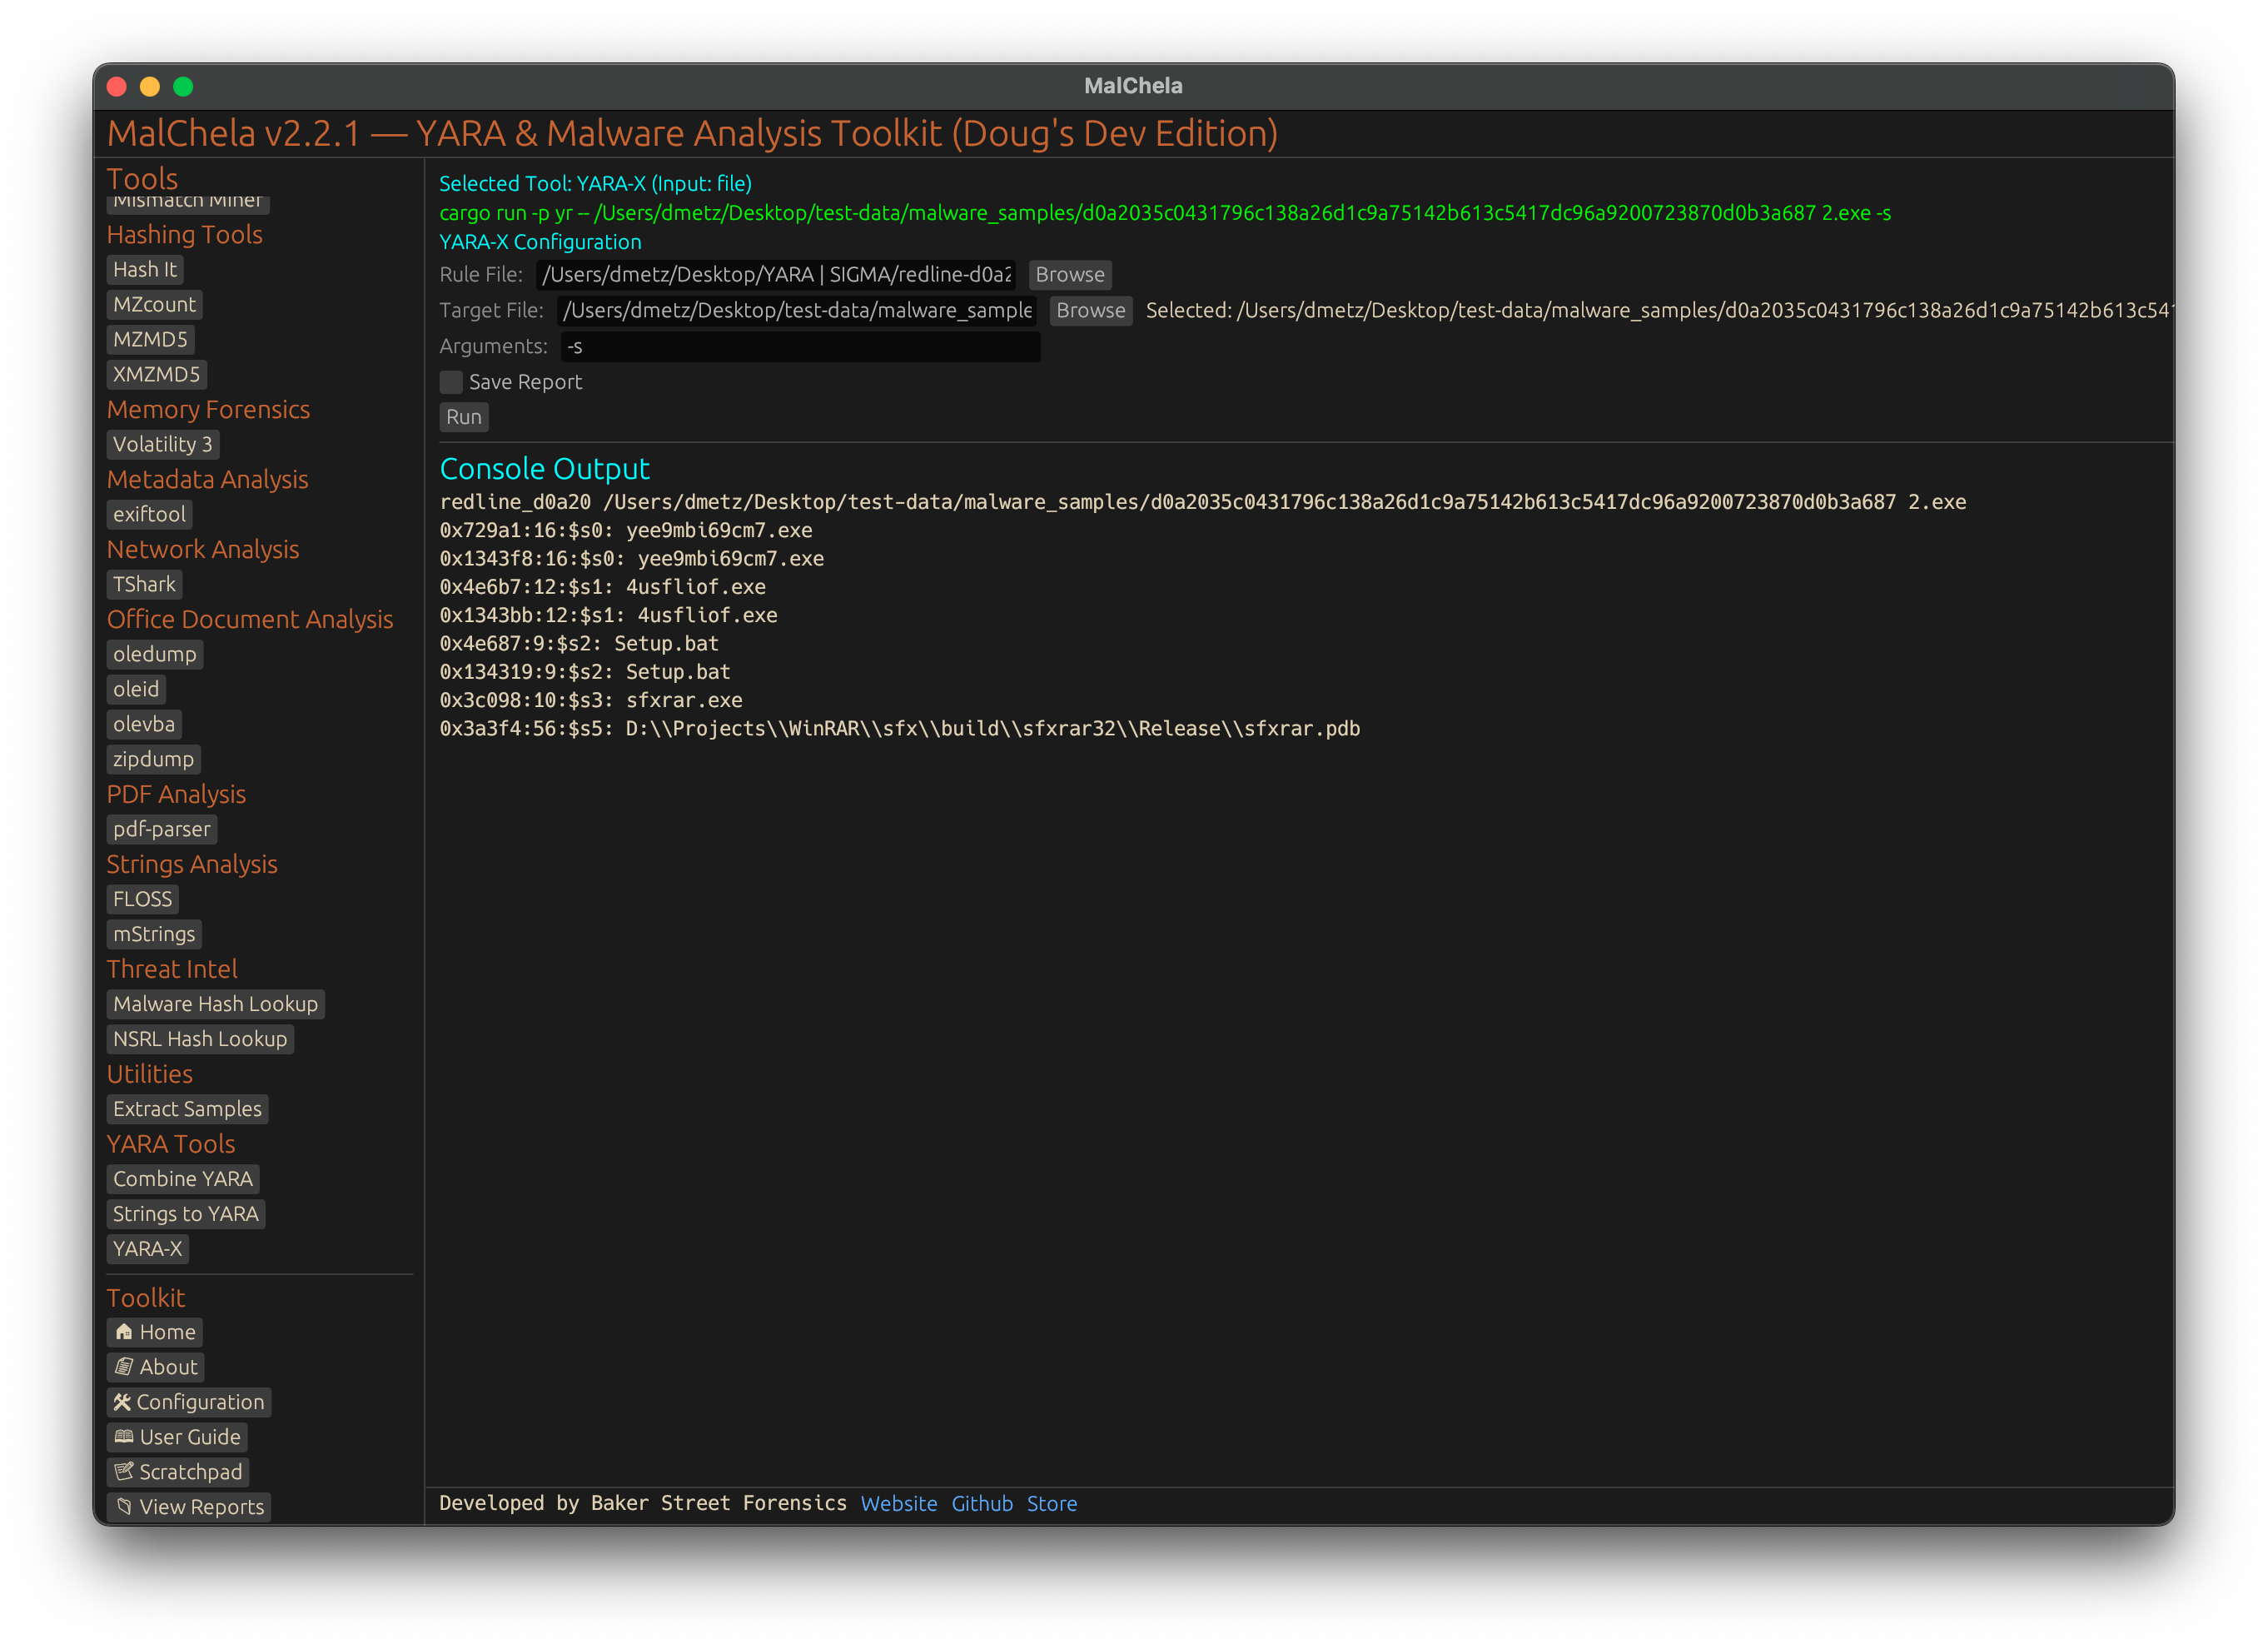 MalChela
MalChela v2.2.1 — YARA & Malware Analysis Toolkit (Doug's Dev Edition)
Tools
Mismatch Miner
Hashing Tools
Hash It
MZcount
MZMD5
XMZMD5
Memory Forensics
Volatility 3
Metadata Analysis
exiftool
Network Analysis
TShark
Office Document Analysis
oledump
oleid
olevba
zipdump
PDF Analysis
pdf-parser
Strings Analysis
FLOSS
mStrings
Threat Intel
Malware Hash Lookup
NSRL Hash Lookup
Utilities
Extract Samples
YARA Tools
Combine YARA
Strings to YARA
YARA-X
Toolkit
Home
About
Configuration
User Guide
Scratchpad
View Reports
Selected Tool: YARA-X (Input: file)
cargo run -p yr -- /Users/dmetz/Desktop/test-data/malware_samples/d0a2035c0431796c138a26d1c9a75142b613c5417dc96a9200723870d0b3a687 2.exe -s
YARA-X Configuration
Rule File: /Users/dmetz/Desktop/YARA | SIGMA/redline-d0a2 Browse
Target File: /Users/dmetz/Desktop/test-data/malware_sample Browse Selected: /Users/dmetz/Desktop/test-data/malware_samples/d0a2035c0431796c138a26d1c9a75142b613c541
Arguments: -s
Save Report
Run
Console Output
redline_d0a20 /Users/dmetz/Desktop/test-data/malware_samples/d0a2035c0431796c138a26d1c9a75142b613c5417dc96a9200723870d0b3a687 2.exe
0x729a1:16:$s0: yee9mbi69cm7.exe
0x1343f8:16:$s0: yee9mbi69cm7.exe
0x4e6b7:12:$s1: 4usfliof.exe
0x1343bb:12:$s1: 4usfliof.exe
0x4e687:9:$s2: Setup.bat
0x134319:9:$s2: Setup.bat
0x3c098:10:$s3: sfxrar.exe
0x3a3f4:56:$s5: D:\\Projects\\WinRAR\\sfx\\build\\sfxrar32\\Release\\sfxrar.pdb
Developed by Baker Street Forensics Website Github Store